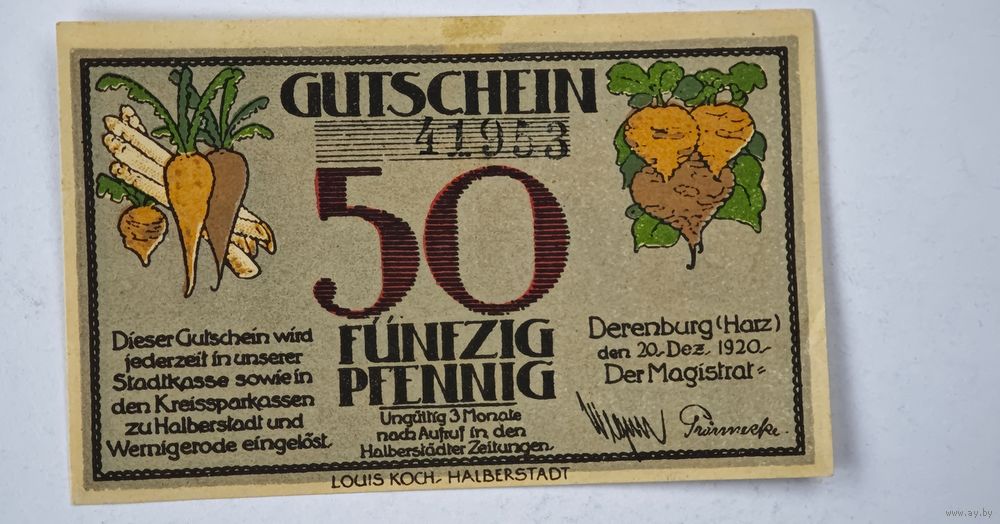 GUTSCHEIN
41953
50
FÜNFZIG
PFENNIG
Dieser Gutschein wird
jederzeit in unserer
Stadtkasse sowie in
den Kreissparkassen
zu Halberstadt und
Wernigerode eingelöst.
Ungültig 3 Monate
nach Aufruf in den
Halberstädter Zeitungen.
Derenburg (Harz)
den 20. Dez. 1920.
Der Magistrat=
LOUIS KOCH, HALBERSTADT
www.ay.by